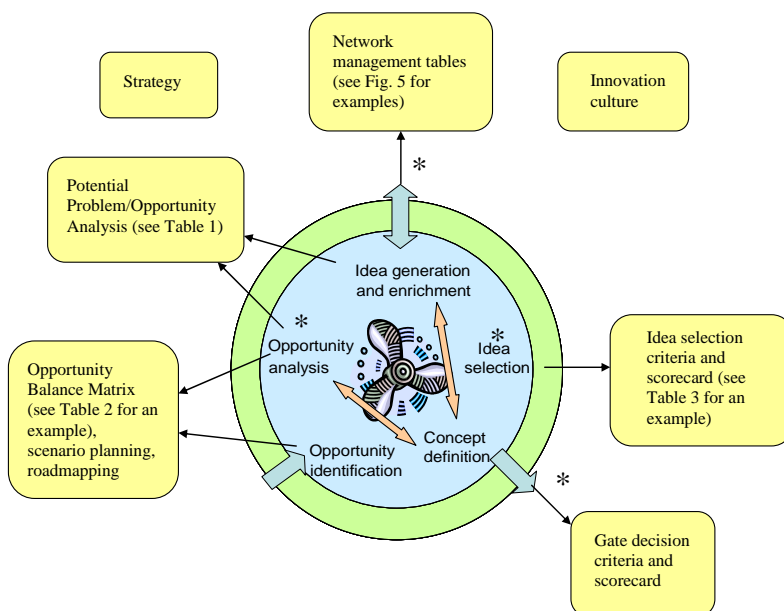 Network
management tables
(see Fig. 5 for
examples)
Strategy
Innovation
culture
*
Potential
Problem/Opportunity
Analysis (see Table 1)
Idea generation
and enrichment
*
Opportunity
analysis
*
Idea
selection
Idea selection
criteria and
scorecard (see
Table 3 for an
example)
Opportunity
Balance Matrix
(see Table 2 for an
example),
scenario planning,
roadmapping
Opportunity
identification
Concept
definition
*
Gate decision
criteria and
scorecard